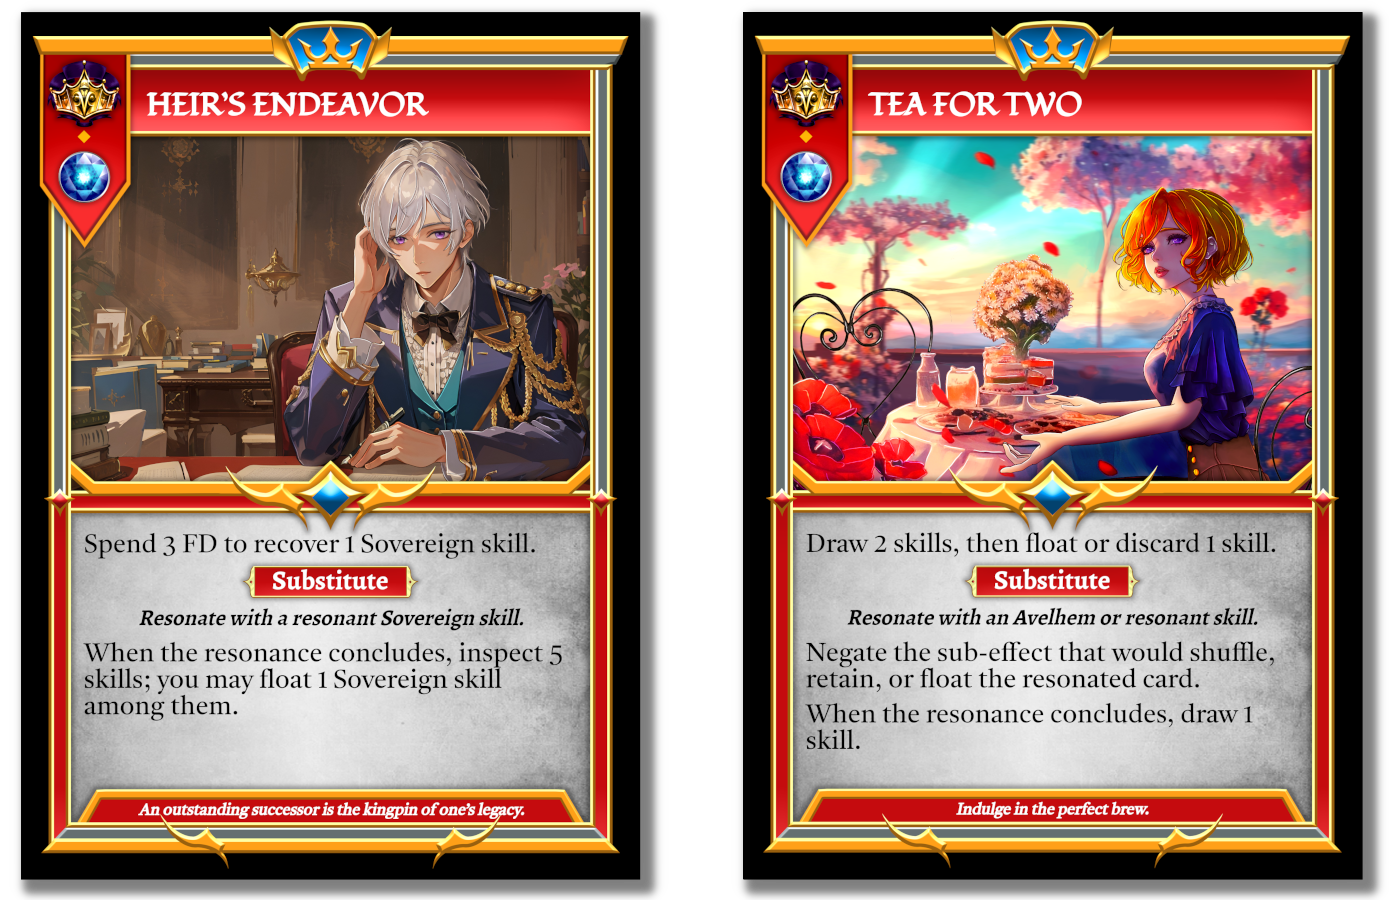 HEIR'S ENDEAVOR
Spend 3 FD to recover 1 Sovereign skill.
Substitute
Resonate with a resonant Sovereign skill.
When the resonance concludes, inspect 5
skills; you may float 1 Sovereign skill
among them.
An outstanding successor is the kingpin of one's legacy.
TEA FOR TWO
Draw 2 skills, then float or discard 1 skill.
Substitute
Resonate with an Avelhem or resonant skill.
Negate the sub-effect that would shuffle,
retain, or float the resonated card.
When the resonance concludes, draw 1
skill.
Indulge in the perfect brew.